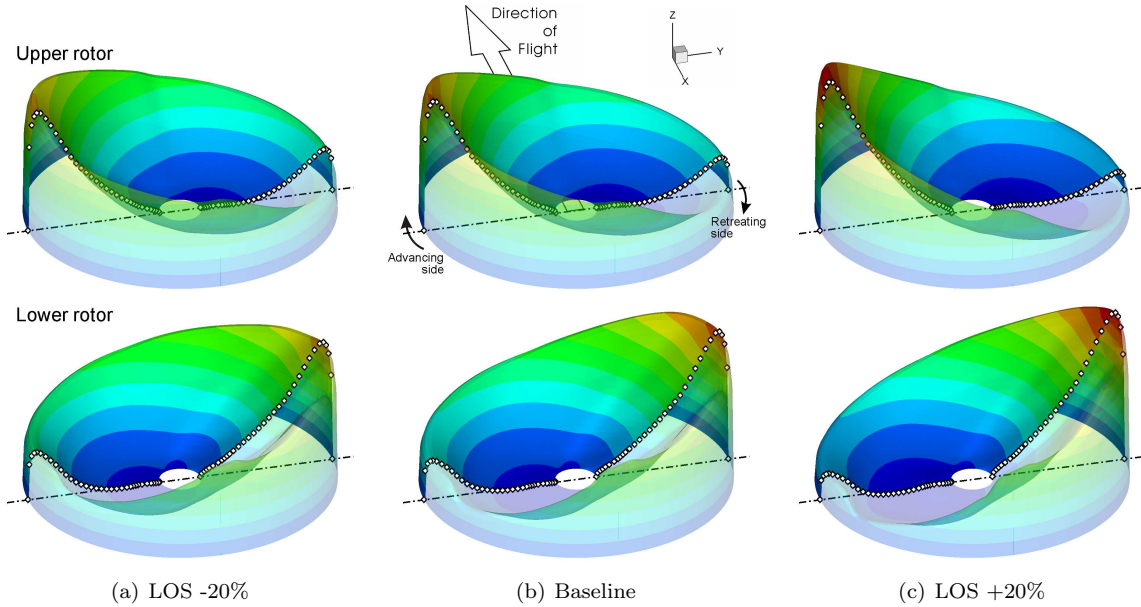 Upper rotor
Direction
of
Flight
Z
Y
X
Advancing
side
Retreating
side
Lower rotor
(a) LOS -20%
(b) Baseline
(c) LOS +20%